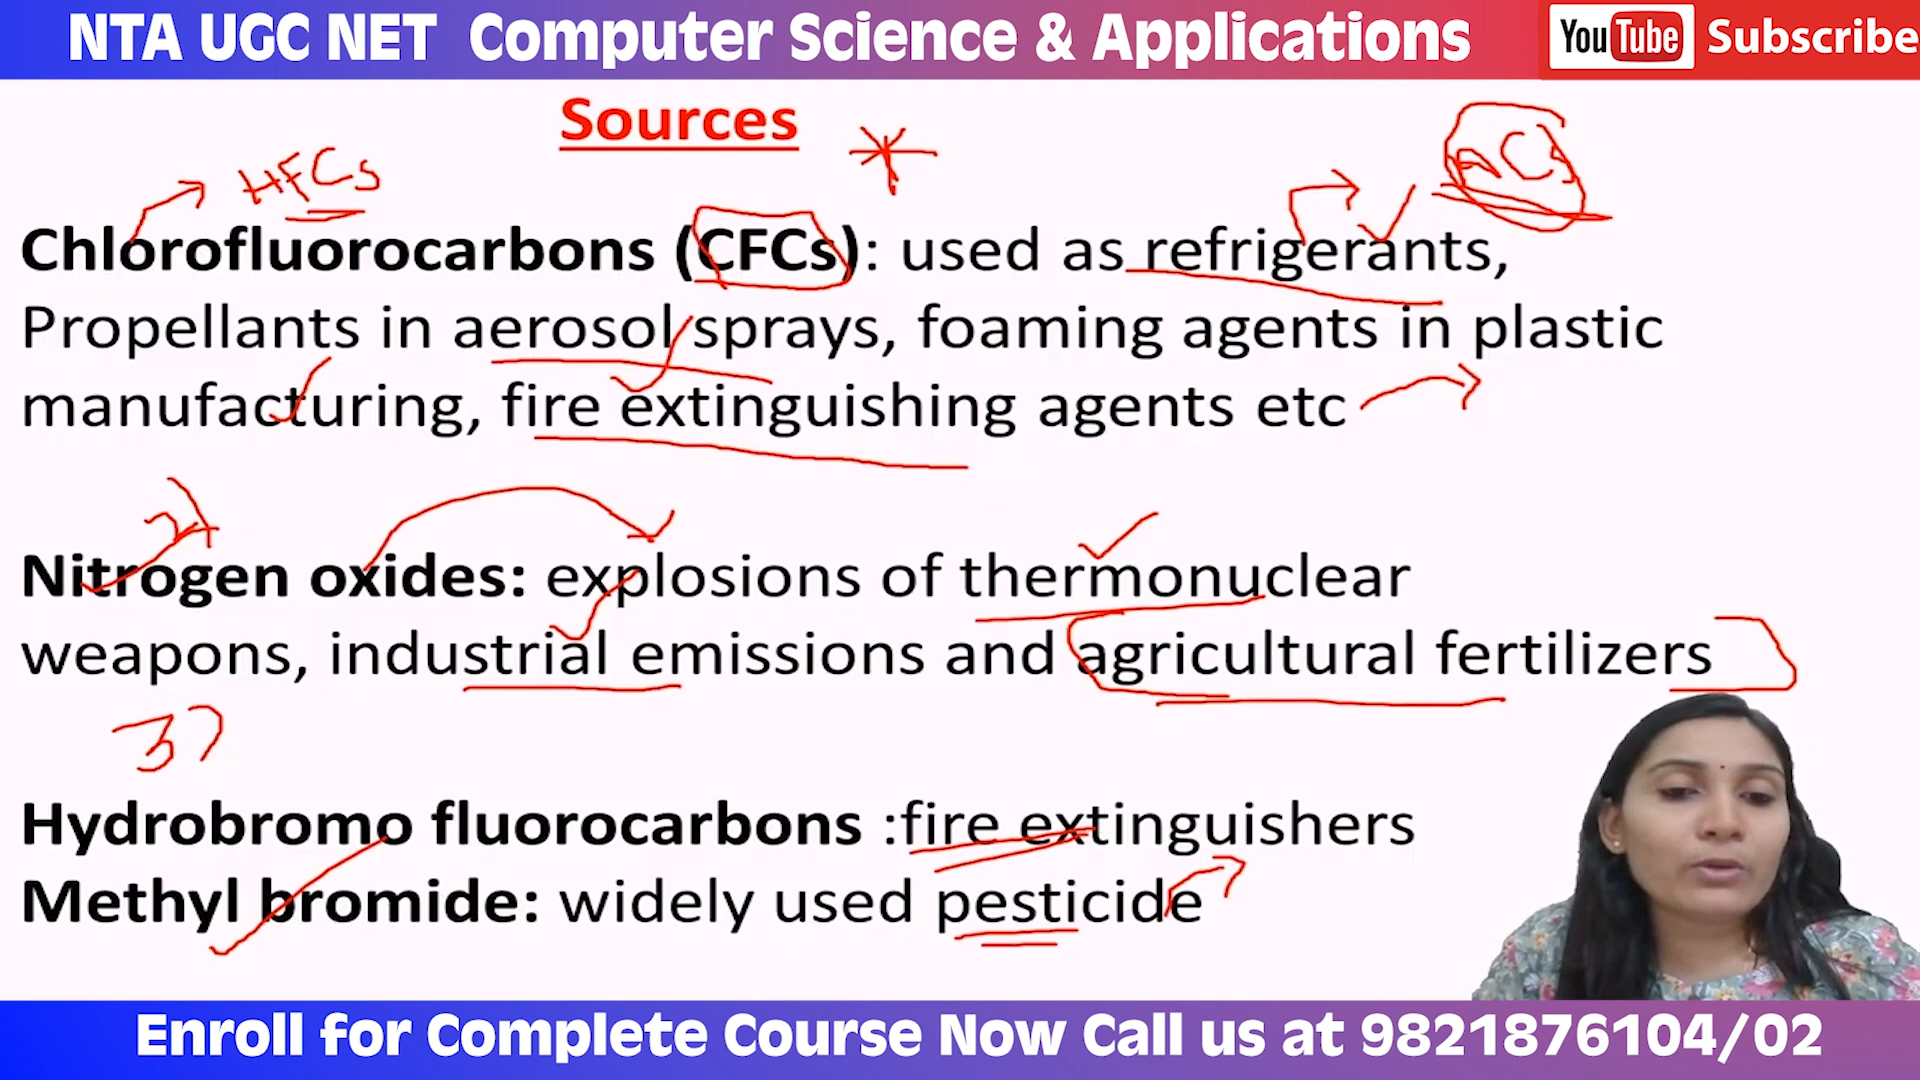 NTA UGC NET Computer Science & Applications
YouTube Subscribe
Sources
HFCs
Chlorofluorocarbons (CFCs): used as refrigerants,
Propellants in aerosol sprays, foaming agents in plastic
manufacturing, fire extinguishing agents etc
2)
Nitrogen oxides: explosions of thermonuclear
weapons, industrial emissions and agricultural fertilizers
3)
Hydrobromo fluorocarbons :fire extinguishers
Methyl bromide: widely used pesticide
Enroll for Complete Course Now Call us at 9821876104/02